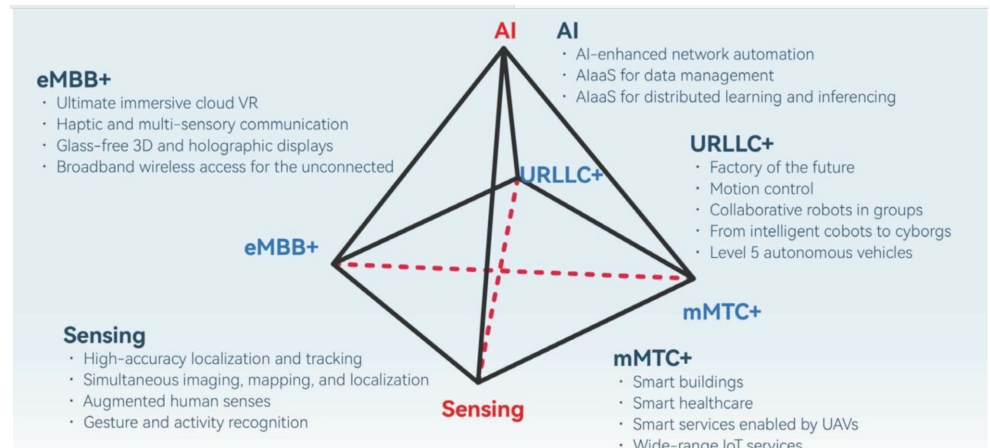 AI
AI
· AI-enhanced network automation
· AIaaS for data management
· AIaaS for distributed learning and inferencing
eMBB+
· Ultimate immersive cloud VR
· Haptic and multi-sensory communication
· Glass-free 3D and holographic displays
· Broadband wireless access for the unconnected
URLLC+
· Factory of the future
· Motion control
· Collaborative robots in groups
· From intelligent cobots to cyborgs
· Level 5 autonomous vehicles
URLLC+
eMBB+
mMTC+
Sensing
· High-accuracy localization and tracking
· Simultaneous imaging, mapping, and localization
· Augmented human senses
· Gesture and activity recognition
Sensing
mMTC+
· Smart buildings
· Smart healthcare
· Smart services enabled by UAVs
· Wide-range IoT services